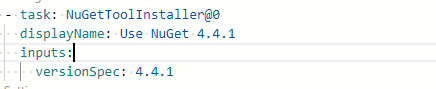 - task: NuGetToolInstaller@0
  displayName: Use NuGet 4.4.1
  inputs:
    versionSpec: 4.4.1